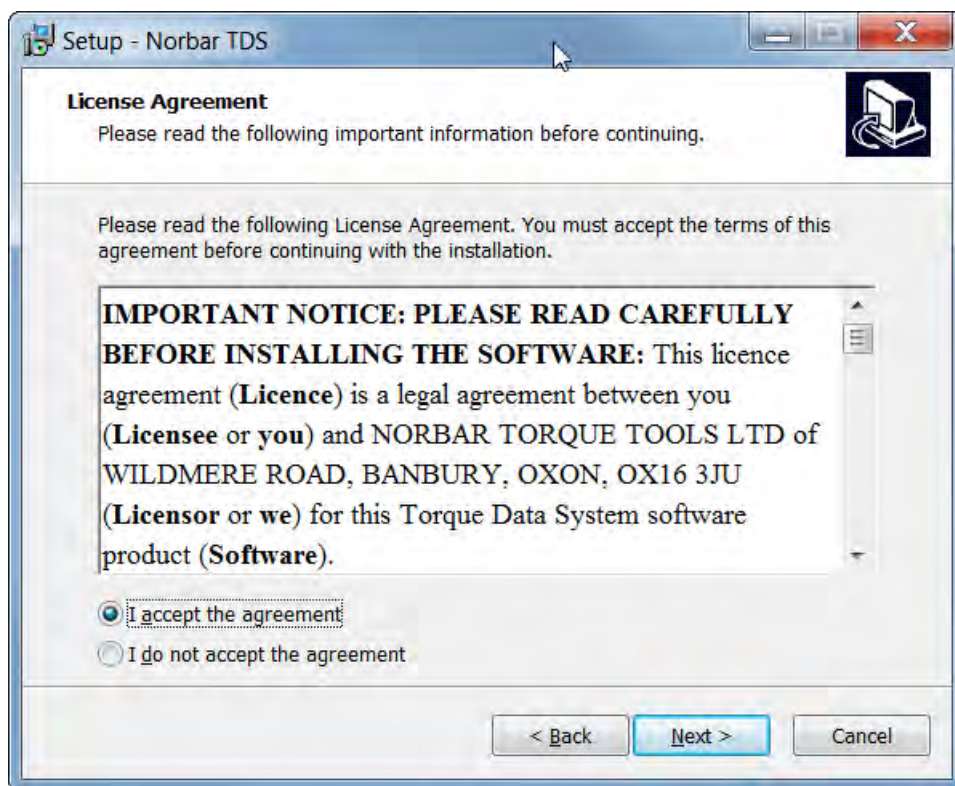 Setup - Norbar TDS
License Agreement
Please read the following important information before continuing.
Please read the following License Agreement. You must accept the terms of this
agreement before continuing with the installation.
IMPORTANT NOTICE: PLEASE READ CAREFULLY
BEFORE INSTALLING THE SOFTWARE: This licence
agreement (Licence) is a legal agreement between you
(Licensee or you) and NORBAR TORQUE TOOLS LTD of
WILDMERE ROAD, BANBURY, OXON, OX16 3JU
(Licensor or we) for this Torque Data System software
product (Software).
I accept the agreement
I do not accept the agreement
< Back Next > Cancel